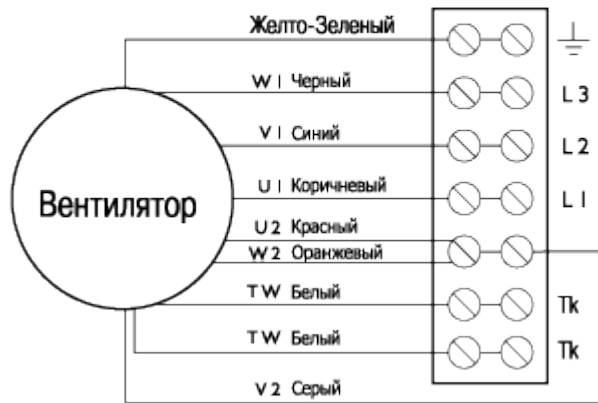 Желто-Зеленый
W1 Черный L3
V1 Синий L2
U1 Коричневый L1
Вентилятор
U2 Красный
W2 Оранжевый
TW Белый Tk
TW Белый Tk
V2 Серый